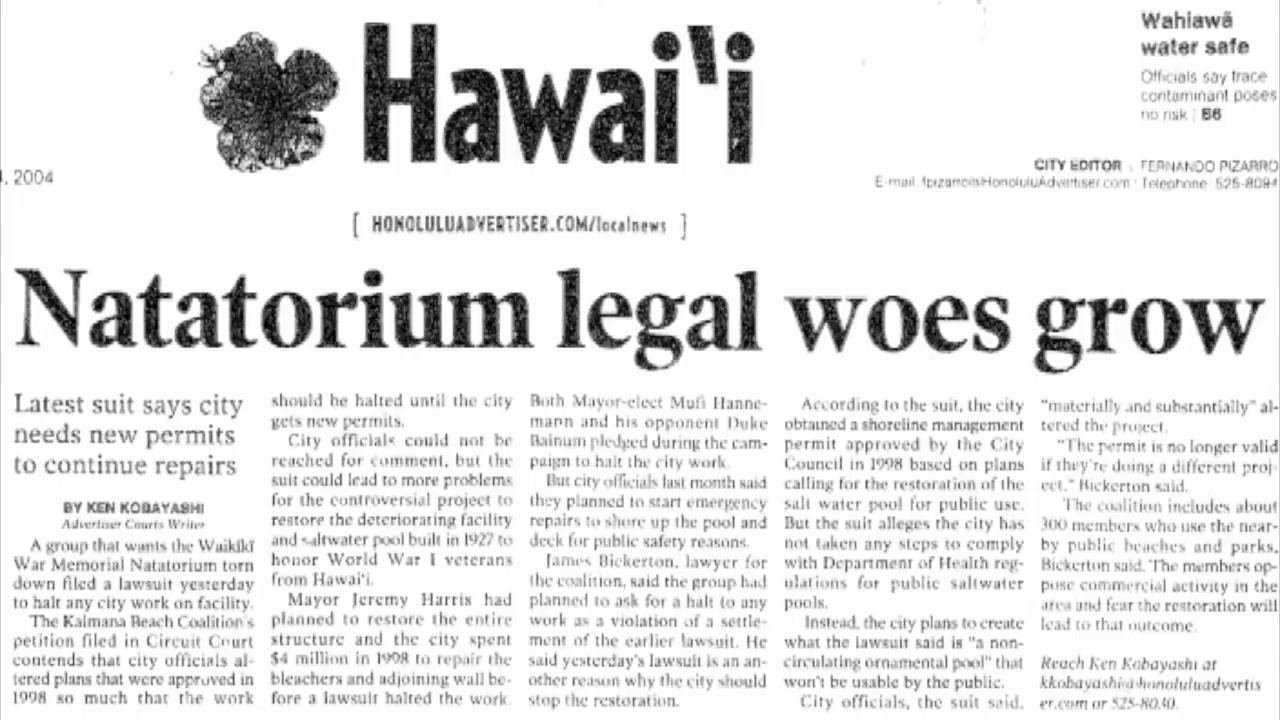 Hawaiʻi
Wahiawā
water safe
Officials say trace
contaminant poses
no risk | B6
4, 2004
CITY EDITOR | FERNANDO PIZARRO
E-mail: fpizarro@HonoluluAdvertiser.com Telephone: 525-8094
[ HONOLULUADVERTISER.COM/localnews ]
Natatorium legal woes grow
Latest suit says city
needs new permits
to continue repairs
BY KEN KOBAYASHI
Advertiser Courts Writer
A group that wants the Waikīkī
War Memorial Natatorium torn
down filed a lawsuit yesterday
to halt any city work on facility.
The Kaimana Beach Coalition's
petition filed in Circuit Court
contends that city officials al-
tered plans that were approved in
1998 so much that the work
should be halted until the city
gets new permits.
City officials could not be
reached for comment, but the
suit could lead to more problems
for the controversial project to
restore the deteriorating facility
and saltwater pool built in 1927 to
honor World War I veterans
from Hawaiʻi.
Mayor Jeremy Harris had
planned to restore the entire
structure and the city spent
$4 million in 1998 to repair the
bleachers and adjoining wall be-
fore a lawsuit halted the work.
Both Mayor-elect Mufi Hanne-
mann and his opponent Duke
Bainum pledged during the cam-
paign to halt the city work.
But city officials last month said
they planned to start emergency
repairs to shore up the pool and
deck for public safety reasons.
James Bickerton, lawyer for
the coalition, said the group had
planned to ask for a halt to any
work as a violation of a settle-
ment of the earlier lawsuit. He
said yesterday's lawsuit is an an-
other reason why the city should
stop the restoration.
According to the suit, the city
obtained a shoreline management
permit approved by the City
Council in 1998 based on plans
calling for the restoration of the
salt water pool for public use.
But the suit alleges the city has
not taken any steps to comply
with Department of Health reg-
ulations for public saltwater
pools.
Instead, the city plans to create
what the lawsuit said is "a non-
circulating ornamental pool" that
won't be usable by the public.
City officials, the suit said,
"materially and substantially" al-
tered the project.
"The permit is no longer valid
if they're doing a different proj-
ect," Bickerton said.
The coalition includes about
300 members who use the near-
by public beaches and parks,
Bickerton said. The members op-
pose commercial activity in the
area and fear the restoration will
lead to that outcome.
Reach Ken Kobayashi at
kkobayashi@honoluluadvertis
er.com or 525-8030.